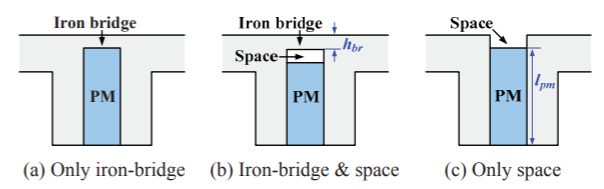 Iron bridge
PM
(a) Only iron-bridge
Iron bridge
h_br
Space
PM
(b) Iron-bridge & space
Space
l_pm
PM
(c) Only space